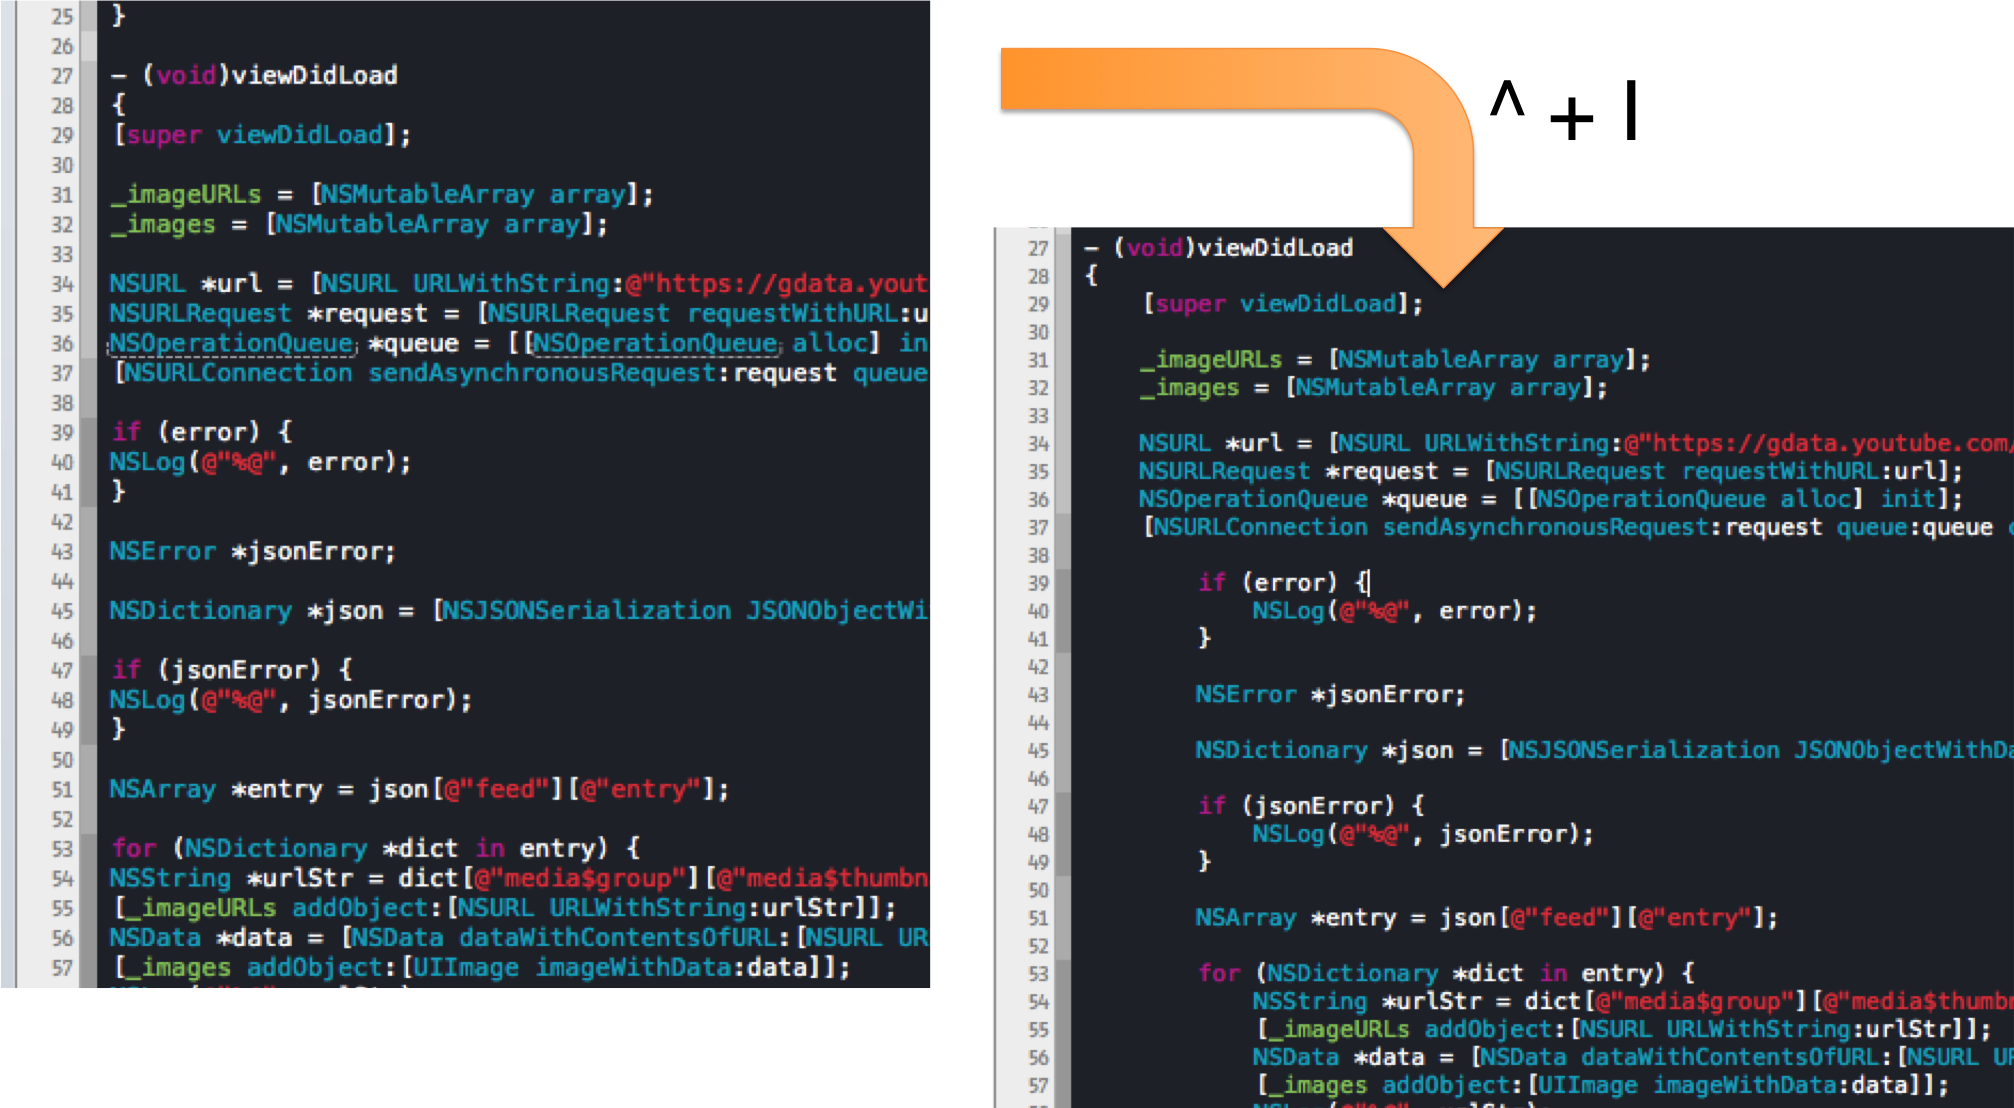 25 }
26
27 – (void)viewDidLoad
28 {
29 [super viewDidLoad];
30
31 _imageURLs = [NSMutableArray array];
32 _images = [NSMutableArray array];
33
34 NSURL *url = [NSURL URLWithString:@"https://gdata.yout
35 NSURLRequest *request = [NSURLRequest requestWithURL:u
36 NSOperationQueue *queue = [[NSOperationQueue alloc] in
37 [NSURLConnection sendAsynchronousRequest:request queue
38
39 if (error) {
40 NSLog(@"%@", error);
41 }
42
43 NSError *jsonError;
44
45 NSDictionary *json = [NSJSONSerialization JSONObjectWi
46
47 if (jsonError) {
48 NSLog(@"%@", jsonError);
49 }
50
51 NSArray *entry = json[@"feed"][@"entry"];
52
53 for (NSDictionary *dict in entry) {
54 NSString *urlStr = dict[@"media$group"][@"media$thumbn
55 [_imageURLs addObject:[NSURL URLWithString:urlStr]];
56 NSData *data = [NSData dataWithContentsOfURL:[NSURL UR
57 [_images addObject:[UIImage imageWithData:data]];
^ + I
27 – (void)viewDidLoad
28 {
29 [super viewDidLoad];
30
31 _imageURLs = [NSMutableArray array];
32 _images = [NSMutableArray array];
33
34 NSURL *url = [NSURL URLWithString:@"https://gdata.youtube.com/
35 NSURLRequest *request = [NSURLRequest requestWithURL:url];
36 NSOperationQueue *queue = [[NSOperationQueue alloc] init];
37 [NSURLConnection sendAsynchronousRequest:request queue:queue
38
39 if (error) {
40 NSLog(@"%@", error);
41 }
42
43 NSError *jsonError;
44
45 NSDictionary *json = [NSJSONSerialization JSONObjectWithDa
46
47 if (jsonError) {
48 NSLog(@"%@", jsonError);
49 }
50
51 NSArray *entry = json[@"feed"][@"entry"];
52
53 for (NSDictionary *dict in entry) {
54 NSString *urlStr = dict[@"media$group"][@"media$thumbn
55 [_imageURLs addObject:[NSURL URLWithString:urlStr]];
56 NSData *data = [NSData dataWithContentsOfURL:[NSURL UR
57 [_images addObject:[UIImage imageWithData:data]];